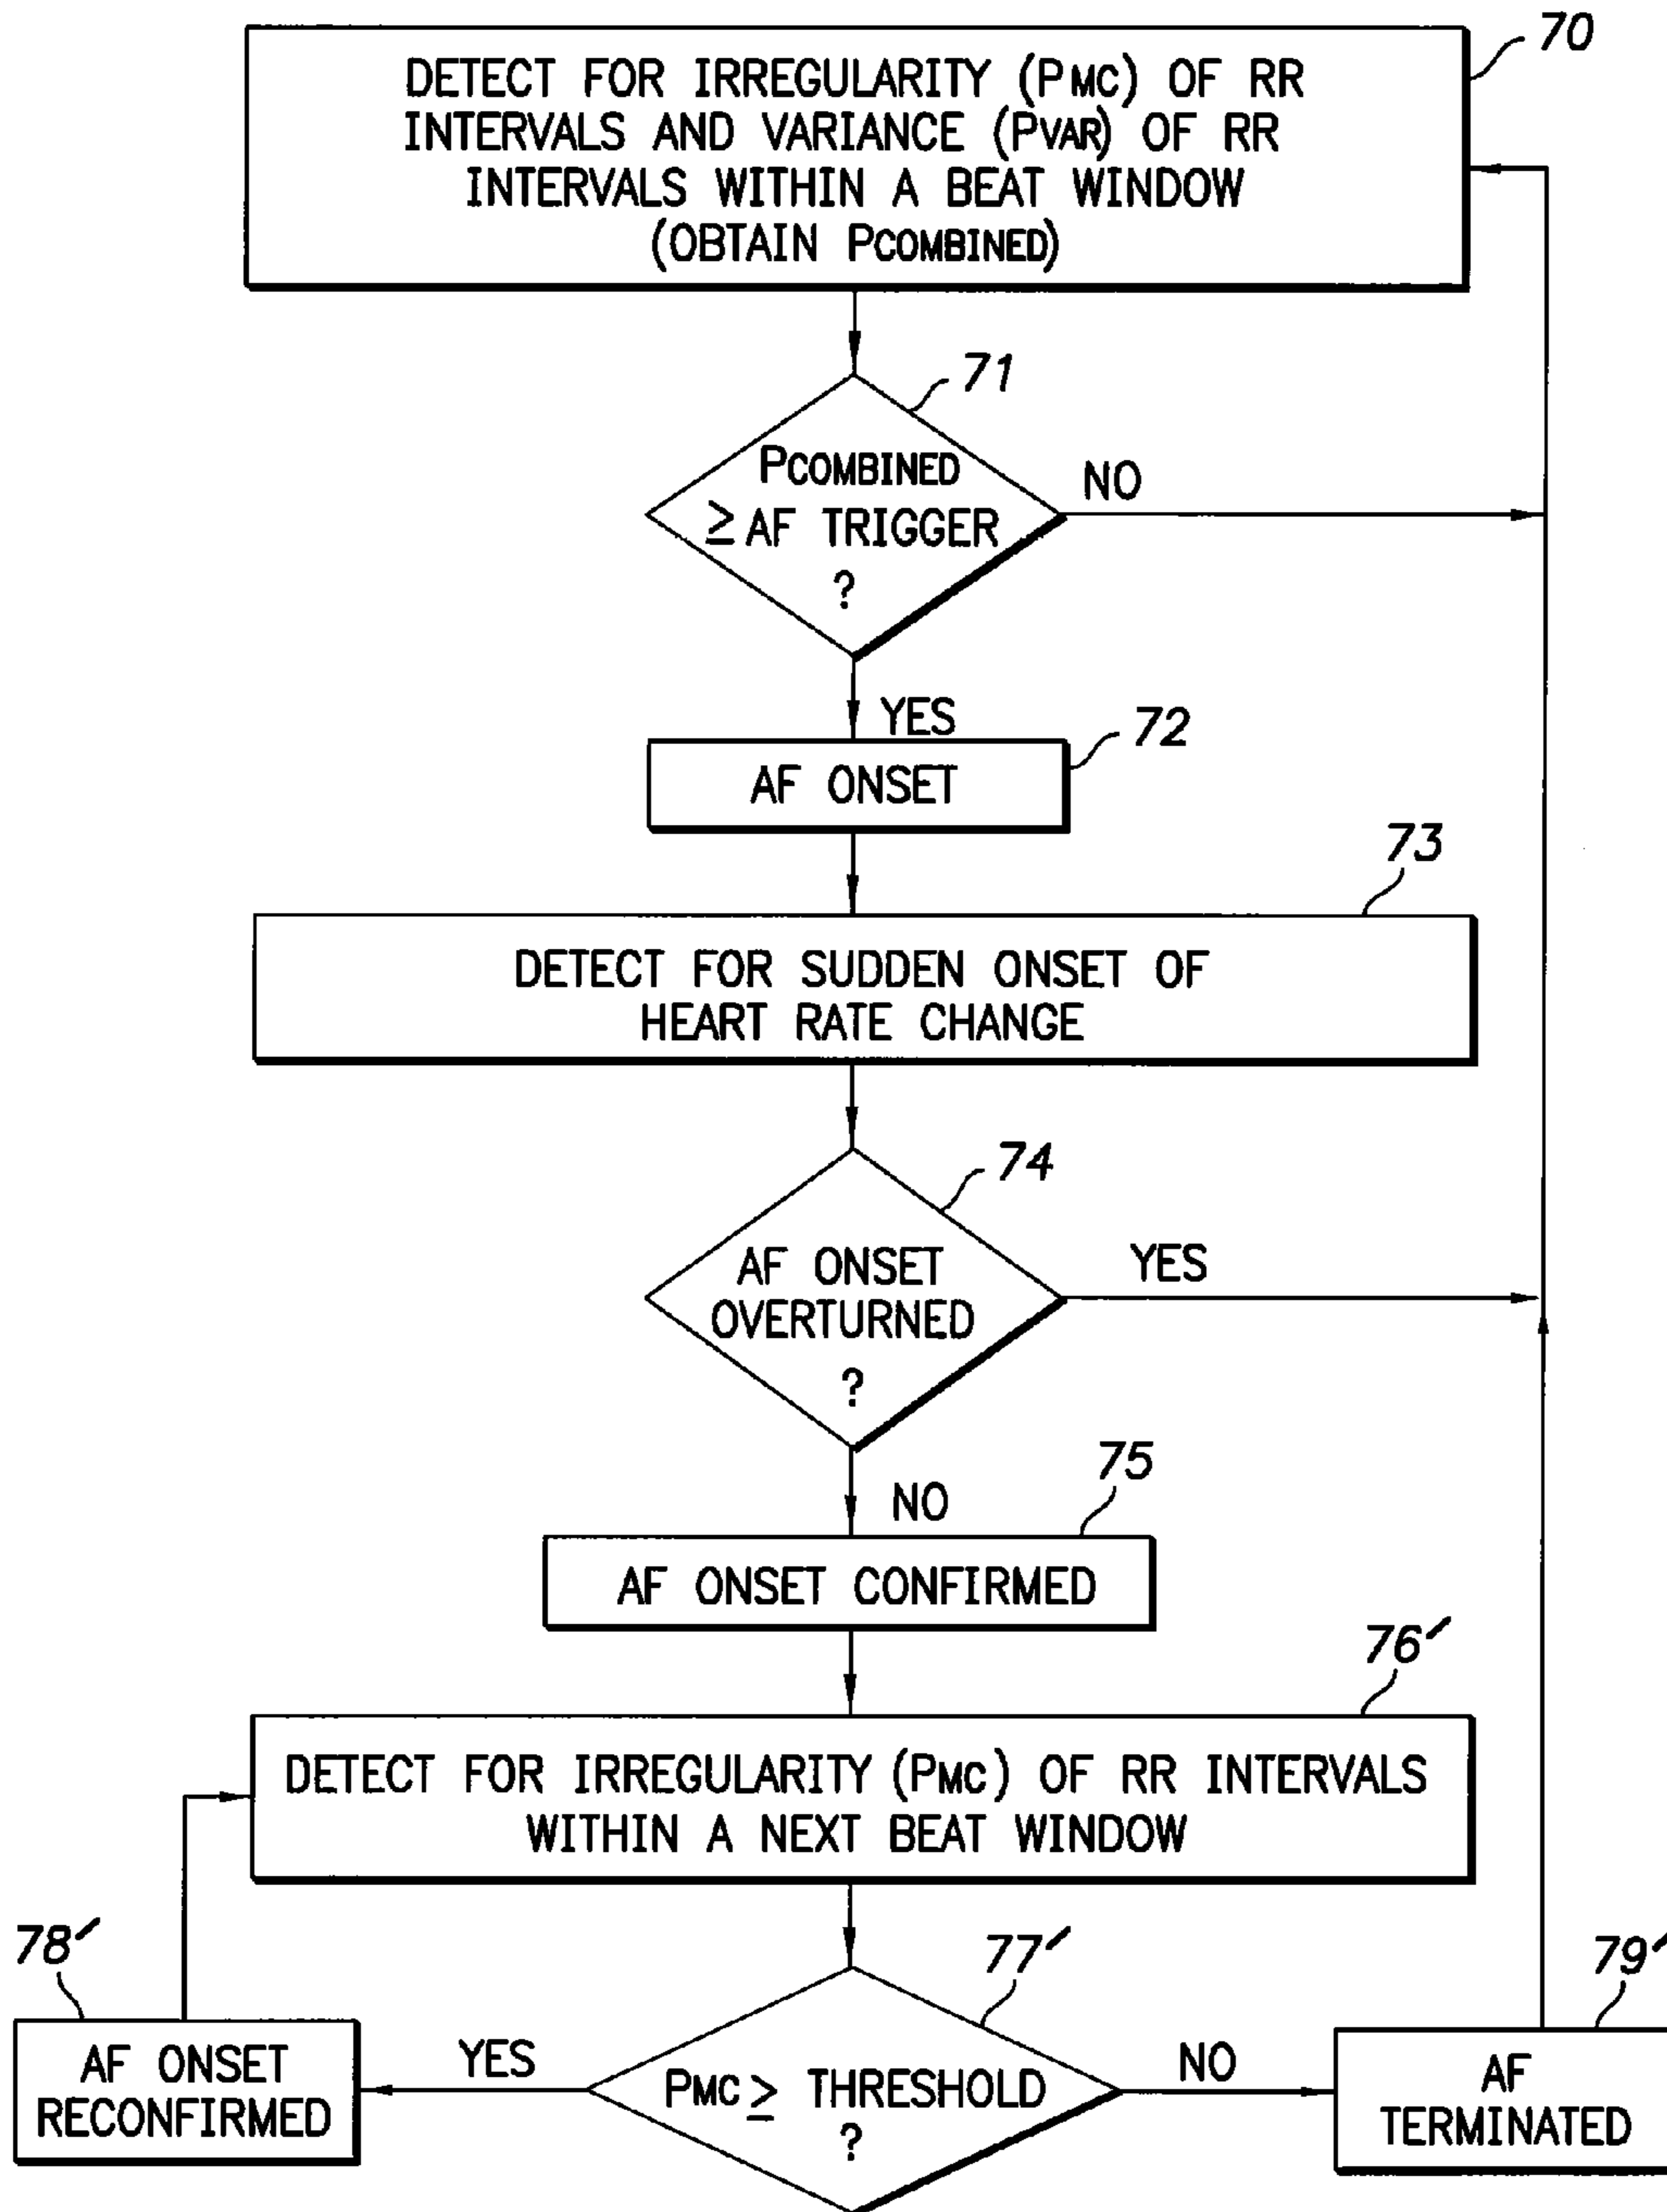 70
DETECT FOR IRREGULARITY (PMC) OF RR
INTERVALS AND VARIANCE (PVAR) OF RR
INTERVALS WITHIN A BEAT WINDOW
(OBTAIN PCOMBINED)
71
PCOMBINED
≥ AF TRIGGER
?
NO
YES
72
AF ONSET
73
DETECT FOR SUDDEN ONSET OF
HEART RATE CHANGE
74
AF ONSET
OVERTURNED
?
YES
NO
75
AF ONSET CONFIRMED
76′
DETECT FOR IRREGULARITY (PMC) OF RR INTERVALS
WITHIN A NEXT BEAT WINDOW
78′
AF ONSET
RECONFIRMED
YES
77′
PMC ≥ THRESHOLD
?
NO
79′
AF
TERMINATED